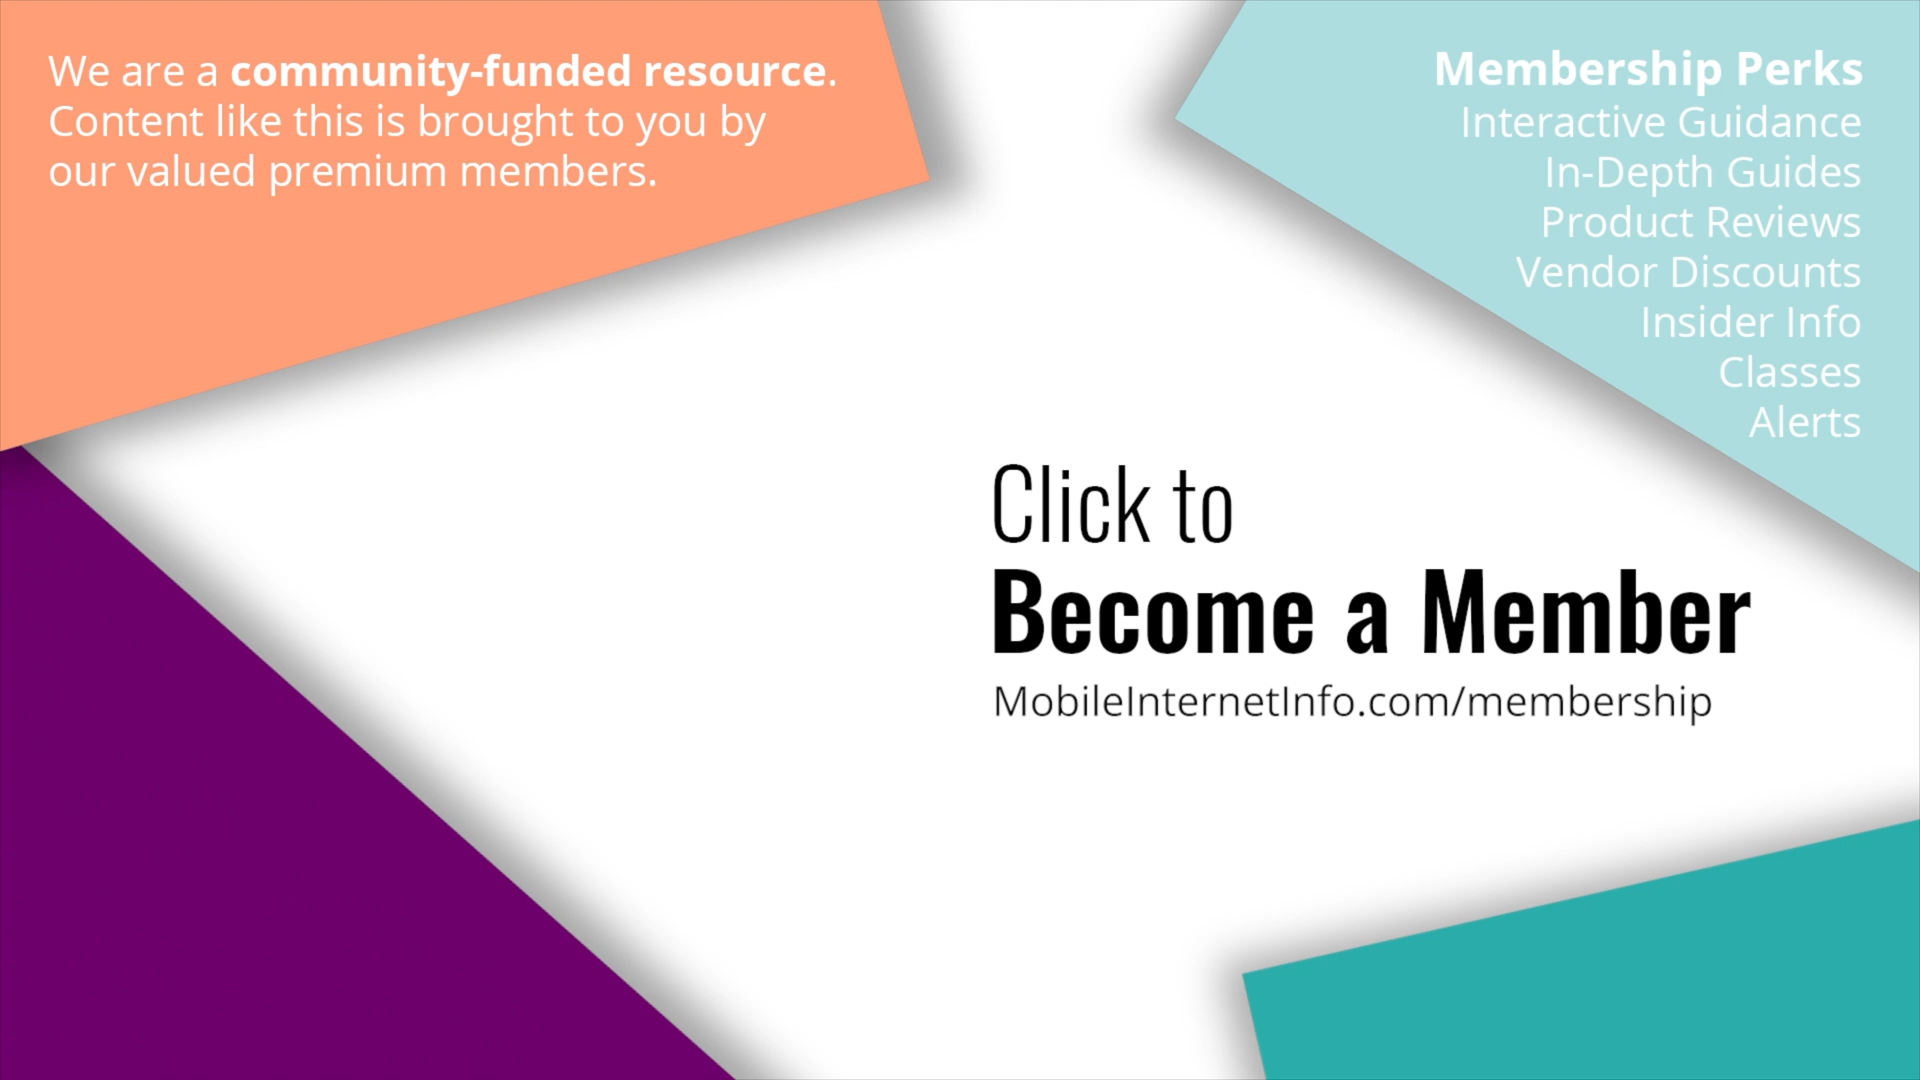 We are a community-funded resource.
Content like this is brought to you by
our valued premium members.
Membership Perks
Interactive Guidance
In-Depth Guides
Product Reviews
Vendor Discounts
Insider Info
Classes
Alerts
Click to
Become a Member
MobileInternetInfo.com/membership